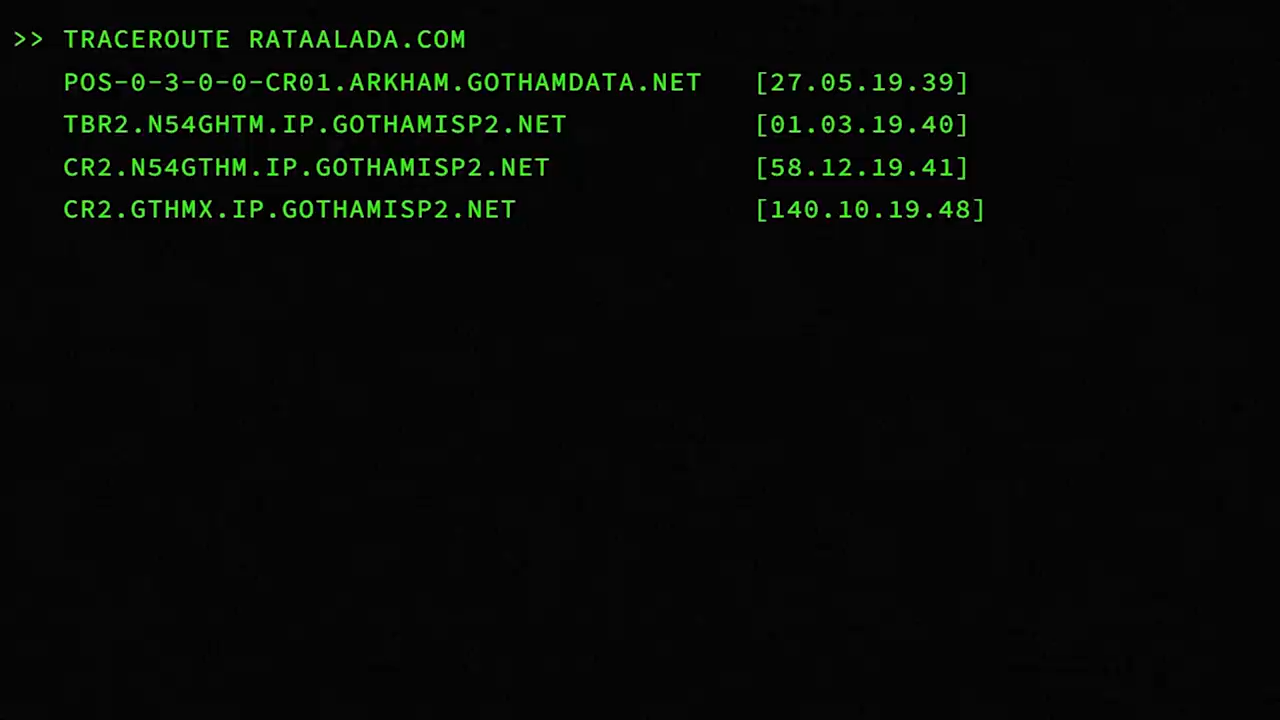 >> TRACEROUTE RATAALADA.COM
POS-0-3-0-0-CR01.ARKHAM.GOTHAMDATA.NET [27.05.19.39]
TBR2.N54GHTM.IP.GOTHAMISP2.NET [01.03.19.40]
CR2.N54GTHM.IP.GOTHAMISP2.NET [58.12.19.41]
CR2.GTHMX.IP.GOTHAMISP2.NET [140.10.19.48]